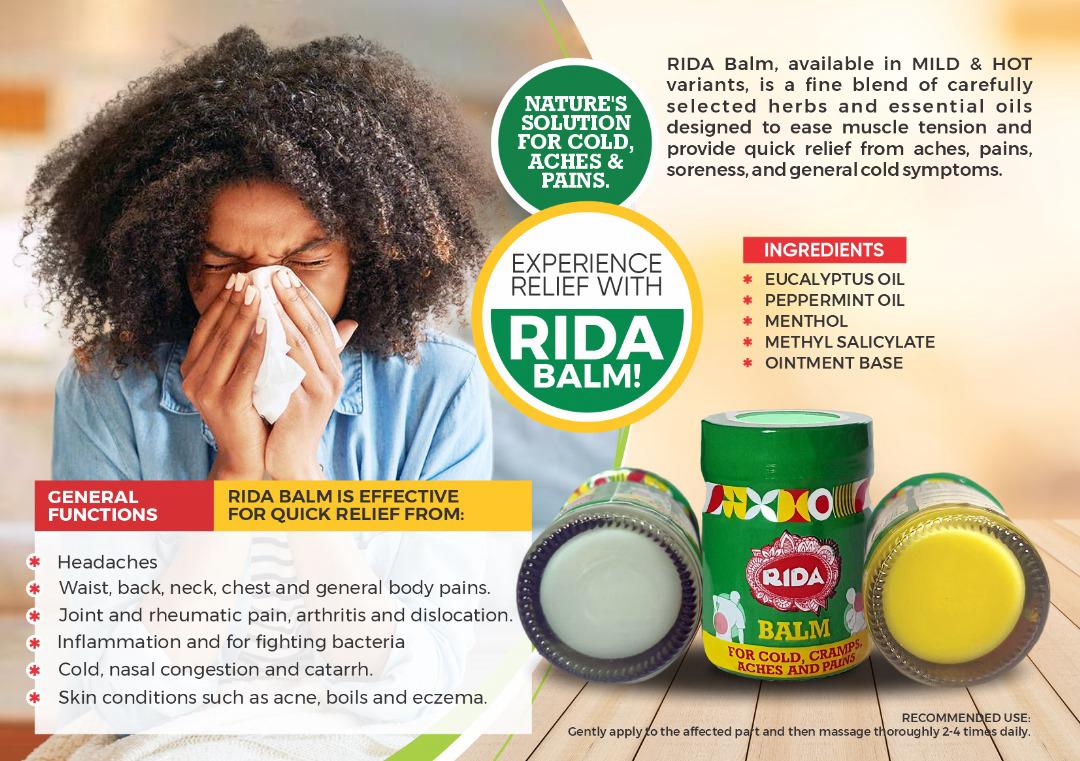 NATURE'S
SOLUTION
FOR COLD,
ACHES &
PAINS.
EXPERIENCE
RELIEF WITH
RIDA
BALM!
RIDA Balm, available in MILD & HOT
variants, is a fine blend of carefully
selected herbs and essential oils
designed to ease muscle tension and
provide quick relief from aches, pains,
soreness, and general cold symptoms.
INGREDIENTS
* EUCALYPTUS OIL
* PEPPERMINT OIL
* MENTHOL
* METHYL SALICYLATE
* OINTMENT BASE
GENERAL
FUNCTIONS
RIDA BALM IS EFFECTIVE
FOR QUICK RELIEF FROM:
* Headaches
* Waist, back, neck, chest and general body pains.
* Joint and rheumatic pain, arthritis and dislocation.
* Inflammation and for fighting bacteria
* Cold, nasal congestion and catarrh.
* Skin conditions such as acne, boils and eczema.
RIDA
BALM
FOR COLD, CRAMPS,
ACHES AND PAINS
RECOMMENDED USE:
Gently apply to the affected part and then massage thoroughly 2-4 times daily.